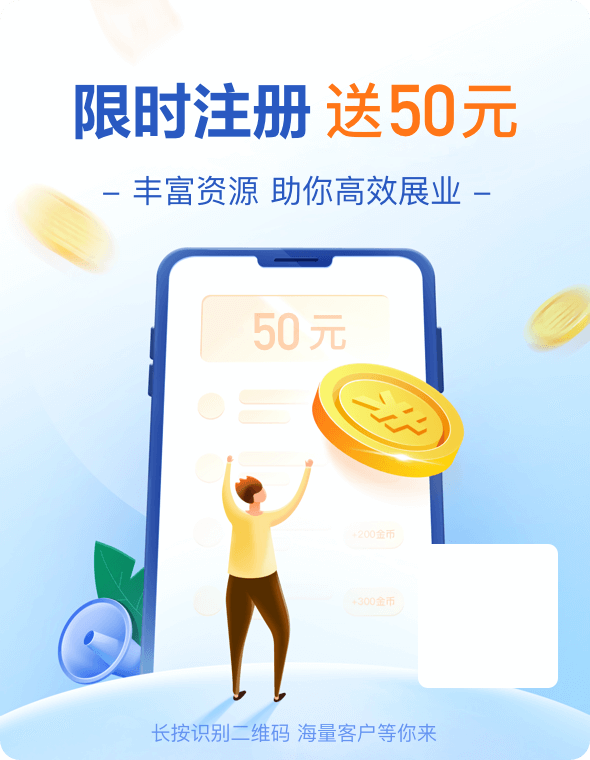 限时注册 送50元
– 丰富资源 助你高效展业 –
50元
¥
+200金币
+300金币
长按识别二维码 海量客户等你来